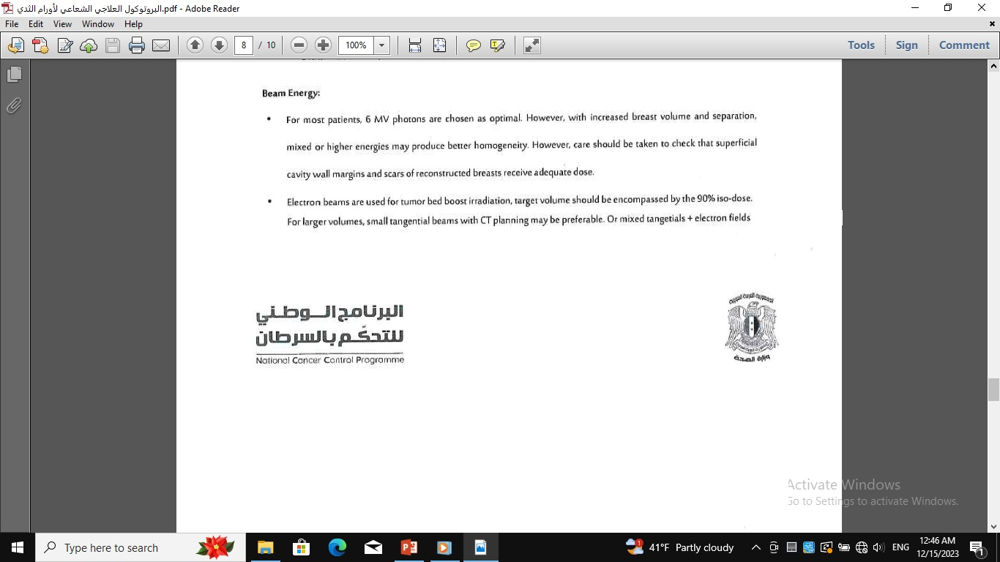 البروتوكول العلاجي الشعاعي لأورام الثدي.pdf - Adobe Reader
File Edit View Window Help
8 / 10 100% Tools Sign Comment
Beam Energy:
• For most patients, 6 MV photons are chosen as optimal. However, with increased breast volume and separation,
mixed or higher energies may produce better homogeneity. However, care should be taken to check that superficial
cavity wall margins and scars of reconstructed breasts receive adequate dose.
• Electron beams are used for tumor bed boost irradiation, target volume should be encompassed by the 90% iso-dose.
For larger volumes, small tangential beams with CT planning may be preferable. Or mixed tangetials + electron fields
البرنامج الوطني
للتحكم بالسرطان
National Cancer Control Programme
الجمهورية العربية السورية
وزارة الصحة
Activate Windows
Go to Settings to activate Windows.
Type here to search
41°F Partly cloudy
ENG
12:46 AM
12/15/2023
1